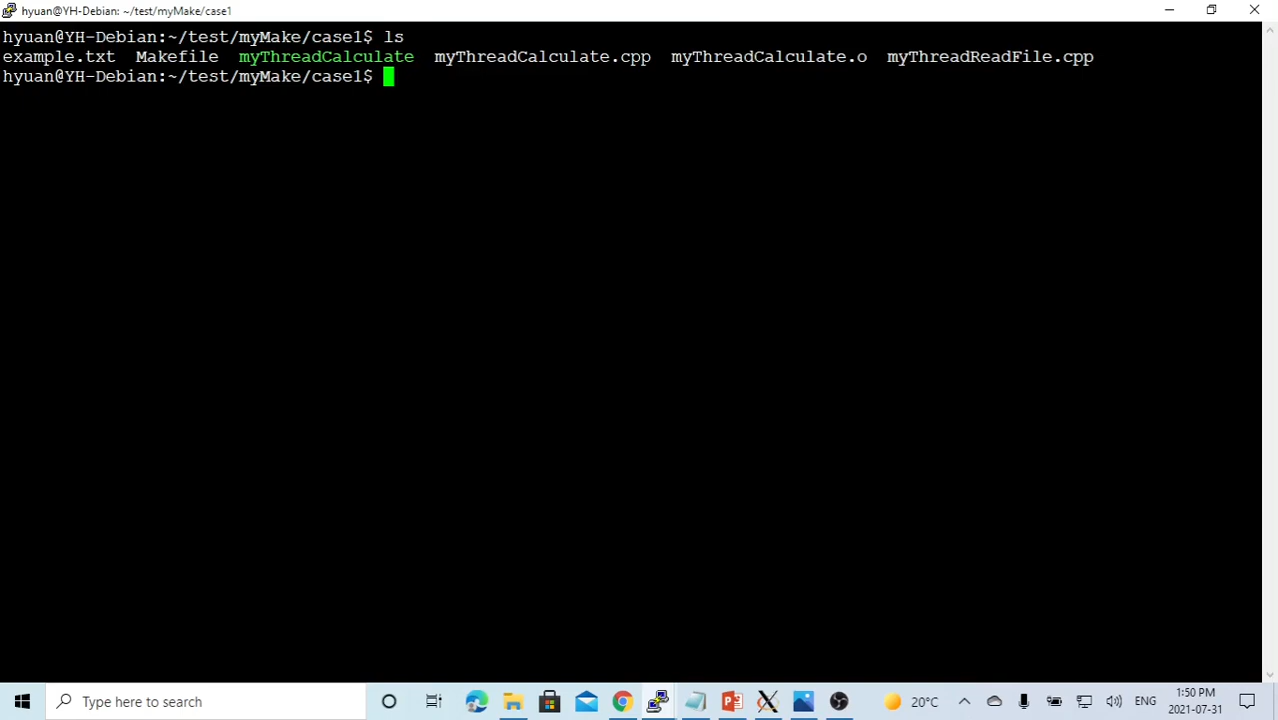 hyuan@YH-Debian: ~/test/myMake/case1
hyuan@YH-Debian:~/test/myMake/case1$ ls
example.txt Makefile myThreadCalculate myThreadCalculate.cpp myThreadCalculate.o myThreadReadFile.cpp
hyuan@YH-Debian:~/test/myMake/case1$
Type here to search
20°C
ENG
1:50 PM
2021-07-31